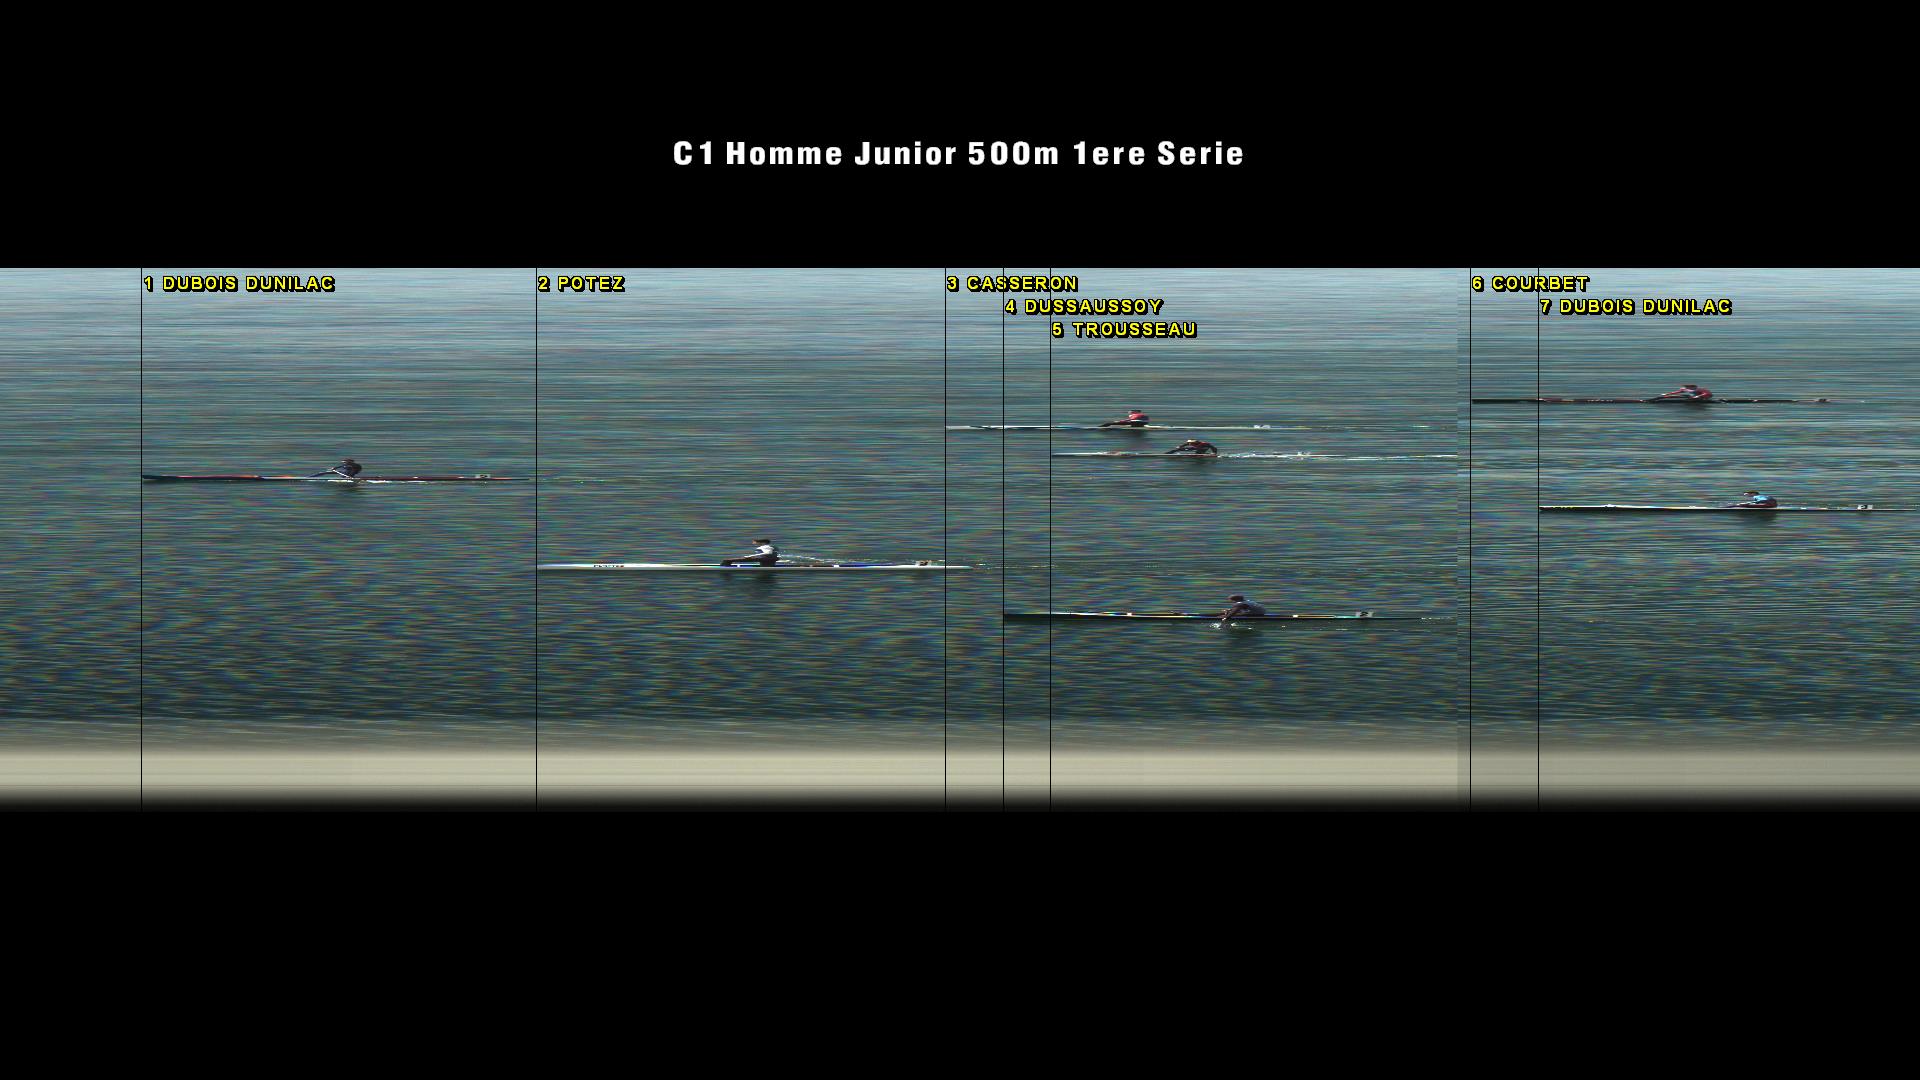 C1 Homme Junior 500m 1ere Serie
1 DUBOIS DUNILAC
2 POTEZ
3 CASSERON
4 DUSSAUSSOY
5 TROUSSEAU
6 COURBET
7 DUBOIS DUNILAC